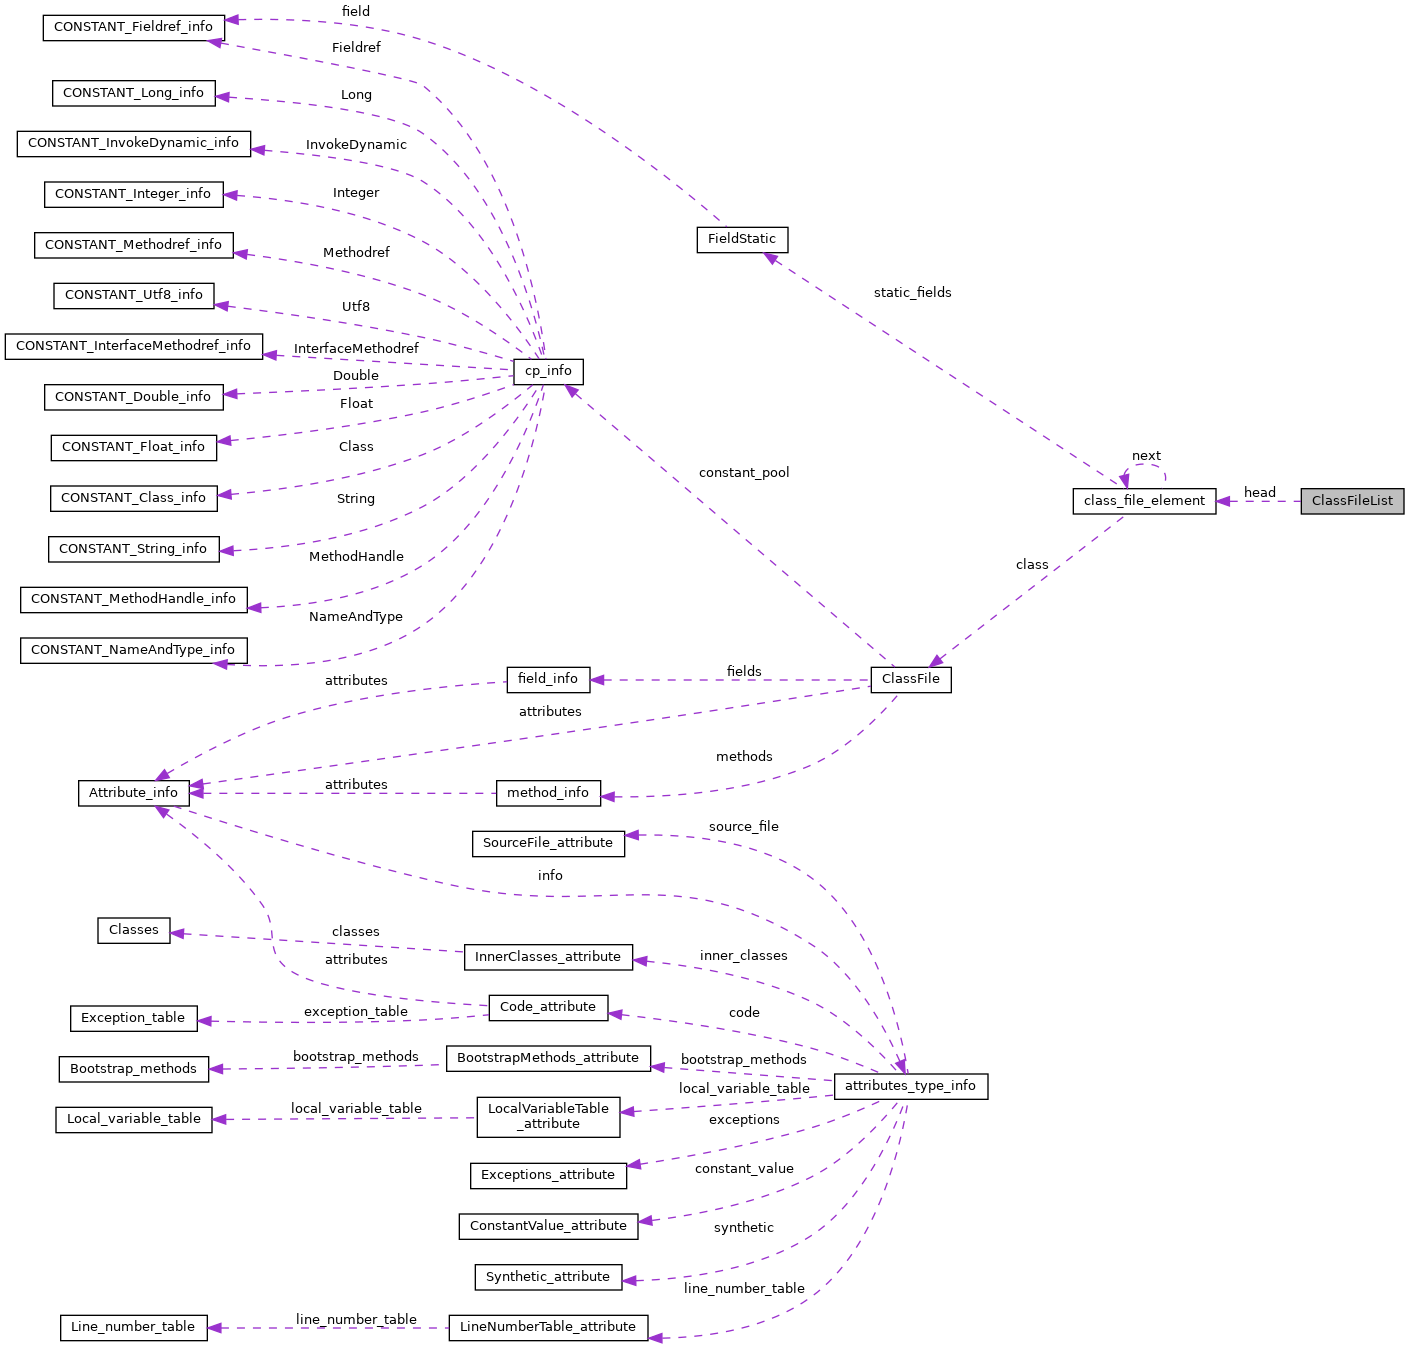 field
CONSTANT_Fieldref_info
Fieldref
CONSTANT_Long_info
Long
CONSTANT_InvokeDynamic_info
InvokeDynamic
CONSTANT_Integer_info
Integer
FieldStatic
CONSTANT_Methodref_info
Methodref
static_fields
CONSTANT_Utf8_info
Utf8
CONSTANT_InterfaceMethodref_info
InterfaceMethodref
cp_info
Double
CONSTANT_Double_info
Float
CONSTANT_Float_info
Class
next
constant_pool
CONSTANT_Class_info
String
class_file_element
head
ClassFileList
CONSTANT_String_info
MethodHandle
class
CONSTANT_MethodHandle_info
NameAndType
CONSTANT_NameAndType_info
attributes
field_info
fields
ClassFile
attributes
methods
attributes
Attribute_info
method_info
source_file
SourceFile_attribute
info
Classes
classes
attributes
InnerClasses_attribute
inner_classes
Code_attribute
code
Exception_table
exception_table
bootstrap_methods
BootstrapMethods_attribute
bootstrap_methods
Bootstrap_methods
attributes_type_info
local_variable_table
Local_variable_table
local_variable_table
LocalVariableTable
_attribute
exceptions
Exceptions_attribute
constant_value
ConstantValue_attribute
synthetic
Synthetic_attribute
line_number_table
Line_number_table
line_number_table
LineNumberTable_attribute